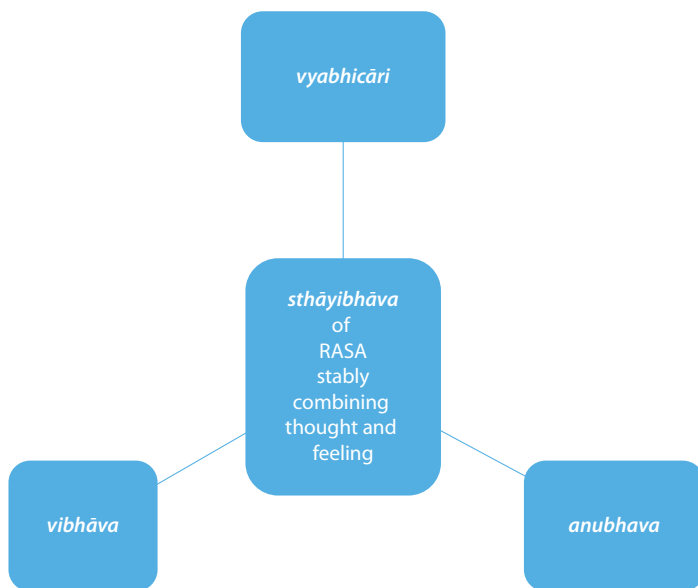 vyabhicāri
sthāyibhāva
of
RASA
stably
combining
thought and
feeling
vibhāva
anubhava